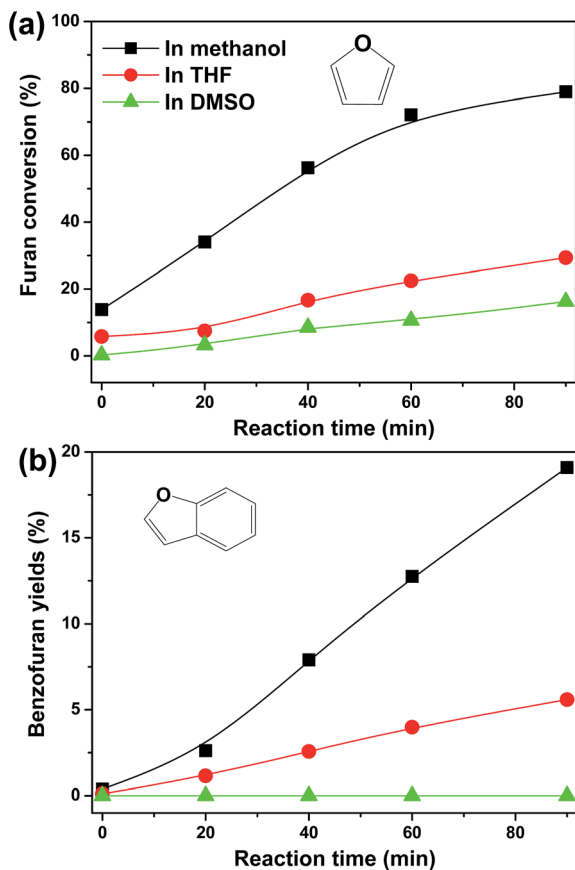 (a)
100
80
60
40
20
0
Furan conversion (%)
In methanol
In THF
In DMSO
O
0
20
40
60
80
Reaction time (min)
(b)
20
15
10
5
0
Benzofuran yields (%)
O
0
20
40
60
80
Reaction time (min)